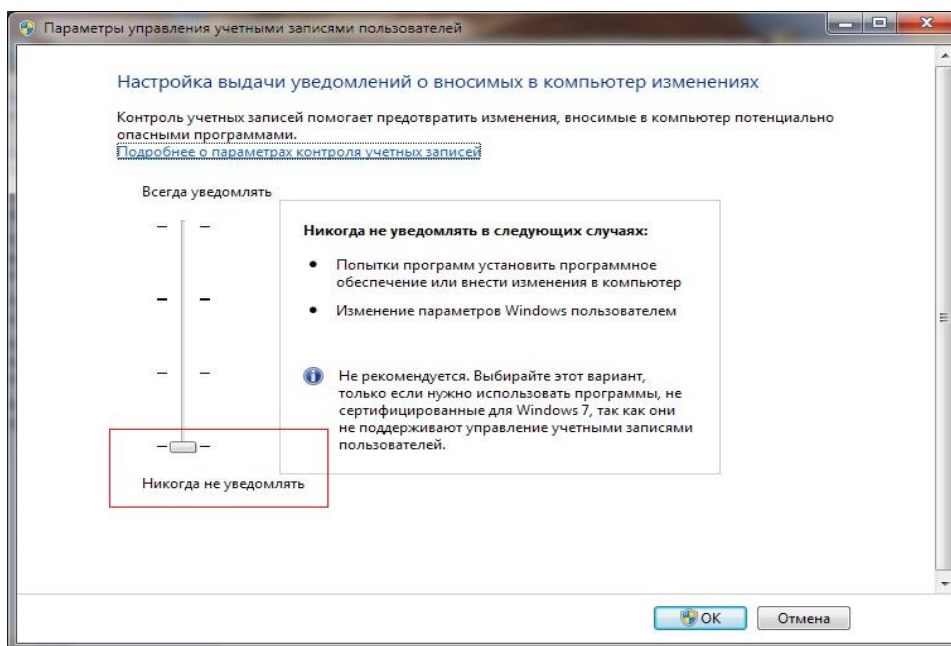 Параметры управления учетными записями пользователей
Настройка выдачи уведомлений о вносимых в компьютер изменениях
Контроль учетных записей помогает предотвратить изменения, вносимые в компьютер потенциально
опасными программами.
Подробнее о параметрах контроля учетных записей
Всегда уведомлять
Никогда не уведомлять в следующих случаях:
Попытки программ установить программное
обеспечение или внести изменения в компьютер
Изменение параметров Windows пользователем
Не рекомендуется. Выбирайте этот вариант,
только если нужно использовать программы, не
сертифицированные для Windows 7, так как они
не поддерживают управление учетными записями
пользователей.
Никогда не уведомлять
OK
Отмена